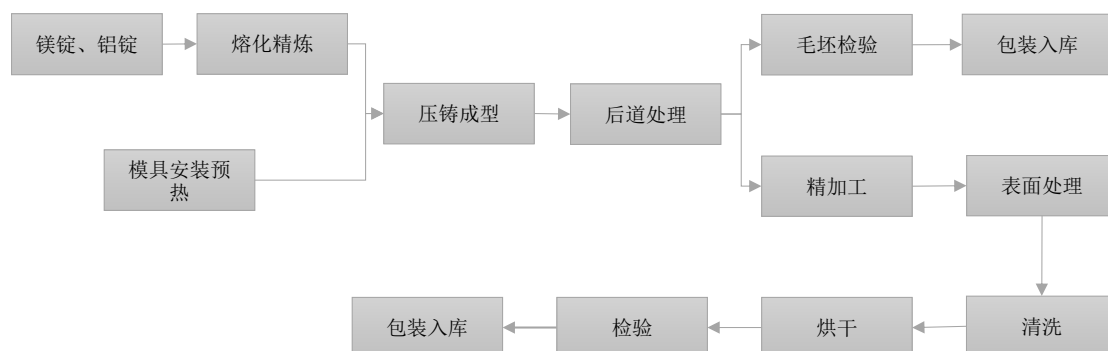 镁锭、铝锭
熔化精炼
模具安装预
热
压铸成型
后道处理
毛坯检验
包装入库
精加工
表面处理
清洗
烘干
检验
包装入库